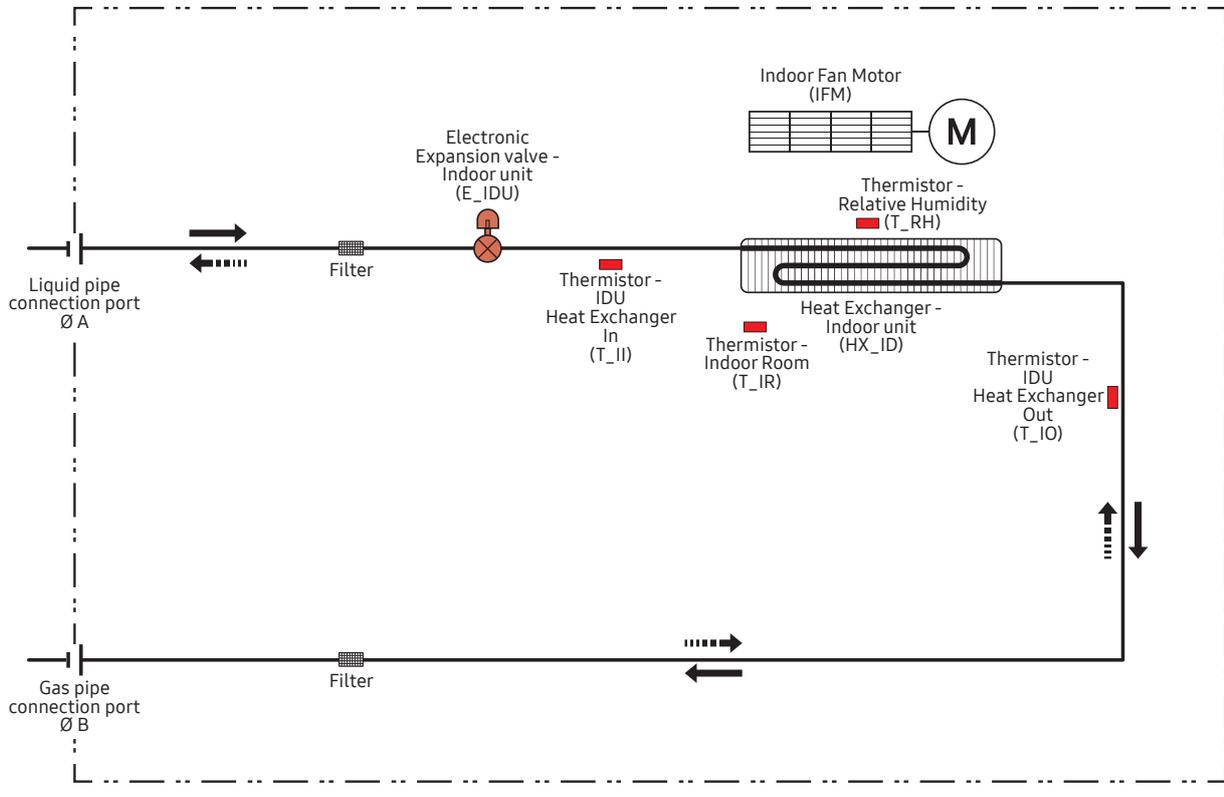 Indoor Fan Motor
(IFM)
M
Electronic
Expansion valve -
Indoor unit
(E_IDU)
Thermistor -
Relative Humidity
(T_RH)
Liquid pipe
connection port
Ø A
Filter
Thermistor -
IDU
Heat Exchanger
In
(T_II)
Thermistor -
Indoor Room
(T_IR)
Heat Exchanger -
Indoor unit
(HX_ID)
Thermistor -
IDU
Heat Exchanger
Out
(T_IO)
Gas pipe
connection port
Ø B
Filter